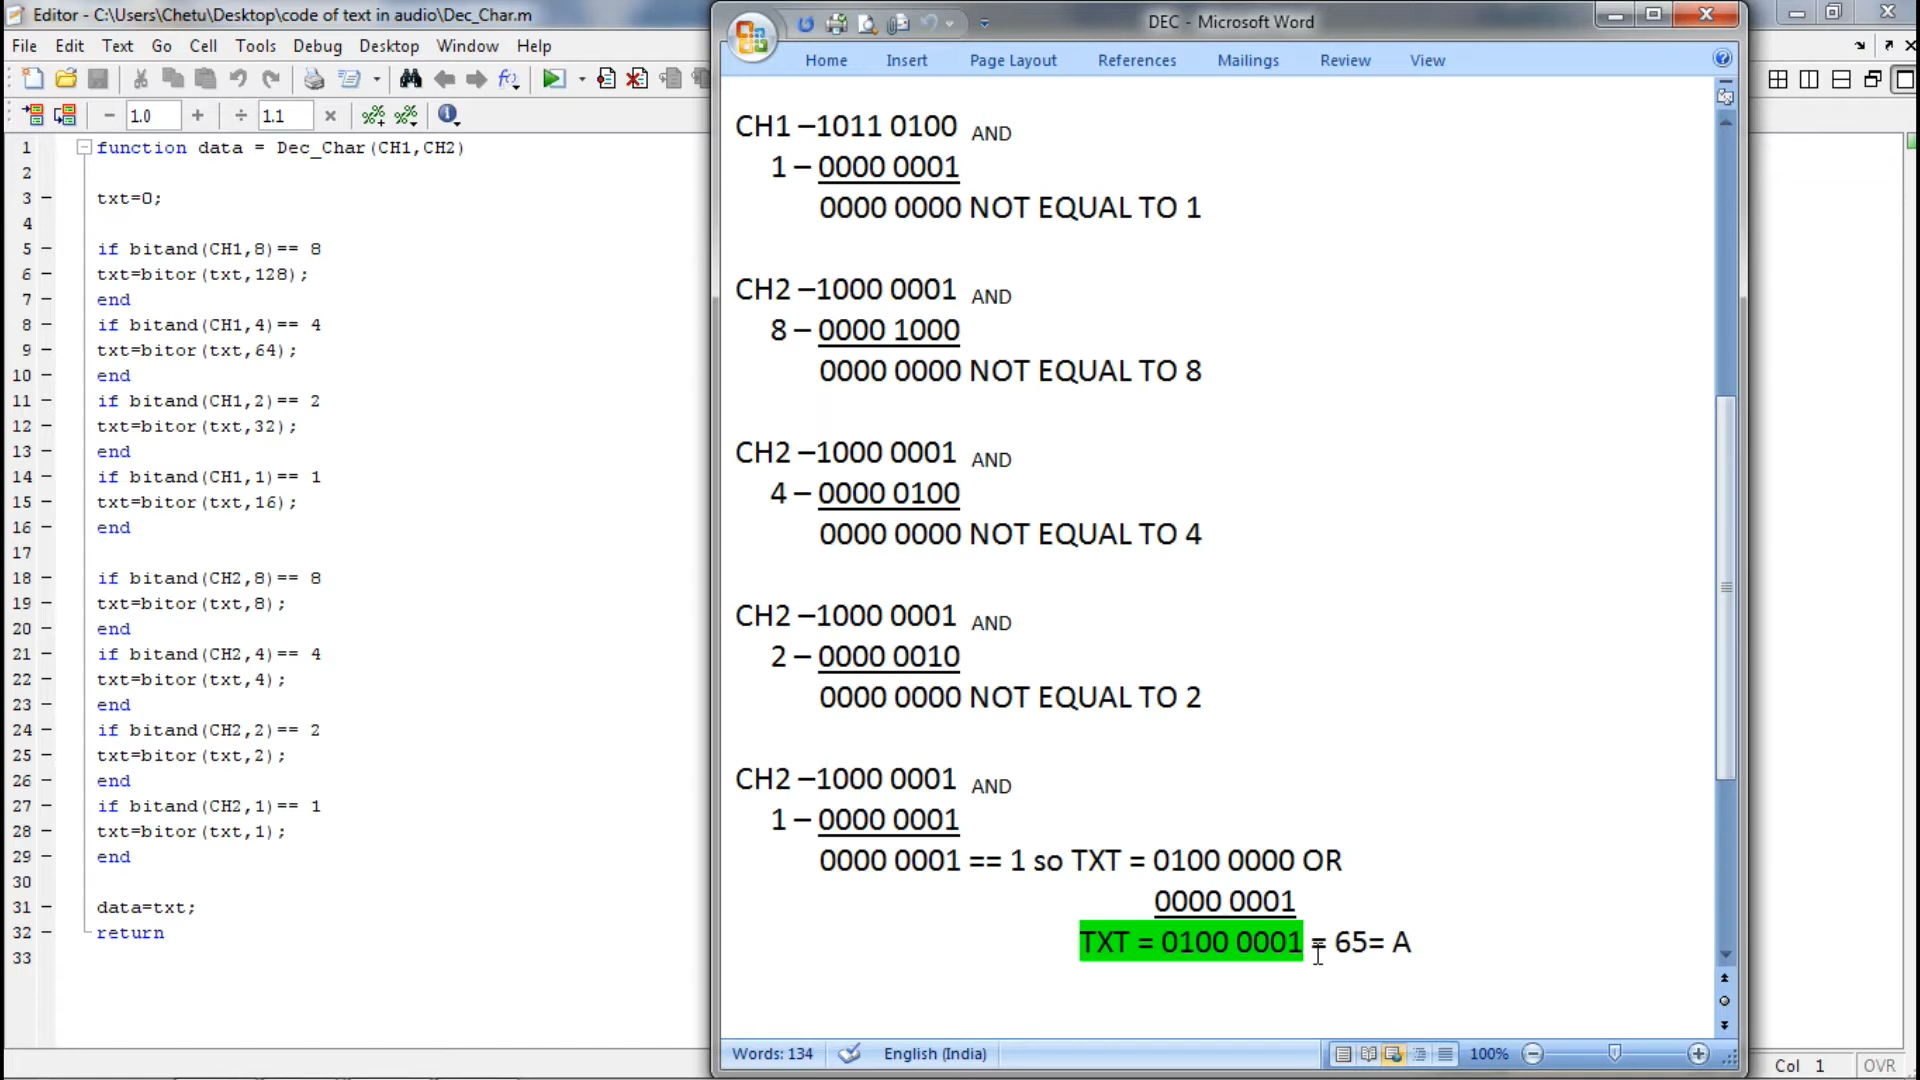 Editor - C:\Users\Chetu\Desktop\code of text in audio\Dec_Char.m
File Edit Text Go Cell Tools Debug Desktop Window Help
1.0
1.1
1 function data = Dec_Char(CH1,CH2)
2
3 txt=0;
4
5 if bitand(CH1,8)== 8
6 txt=bitor(txt,128);
7 end
8 if bitand(CH1,4)== 4
9 txt=bitor(txt,64);
10 end
11 if bitand(CH1,2)== 2
12 txt=bitor(txt,32);
13 end
14 if bitand(CH1,1)== 1
15 txt=bitor(txt,16);
16 end
17
18 if bitand(CH2,8)== 8
19 txt=bitor(txt,8);
20 end
21 if bitand(CH2,4)== 4
22 txt=bitor(txt,4);
23 end
24 if bitand(CH2,2)== 2
25 txt=bitor(txt,2);
26 end
27 if bitand(CH2,1)== 1
28 txt=bitor(txt,1);
29 end
30
31 data=txt;
32 return
33
DEC - Microsoft Word
Home Insert Page Layout References Mailings Review View
CH1 –1011 0100 AND
1 – 0000 0001
0000 0000 NOT EQUAL TO 1
CH2 –1000 0001 AND
8 – 0000 1000
0000 0000 NOT EQUAL TO 8
CH2 –1000 0001 AND
4 – 0000 0100
0000 0000 NOT EQUAL TO 4
CH2 –1000 0001 AND
2 – 0000 0010
0000 0000 NOT EQUAL TO 2
CH2 –1000 0001 AND
1 – 0000 0001
0000 0001 == 1 so TXT = 0100 0000 OR
0000 0001
TXT = 0100 0001 = 65= A
Words: 134 English (India) 100%
Col 1 OVR